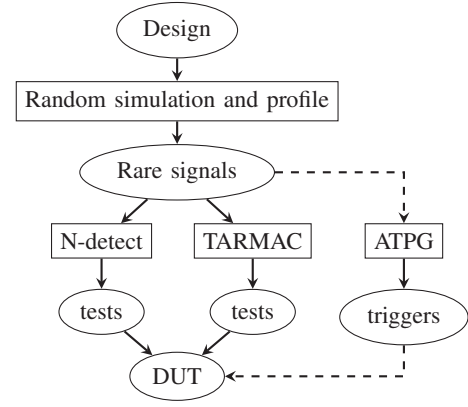 Design
Random simulation and profile
Rare signals
N-detect
TARMAC
ATPG
tests
tests
triggers
DUT